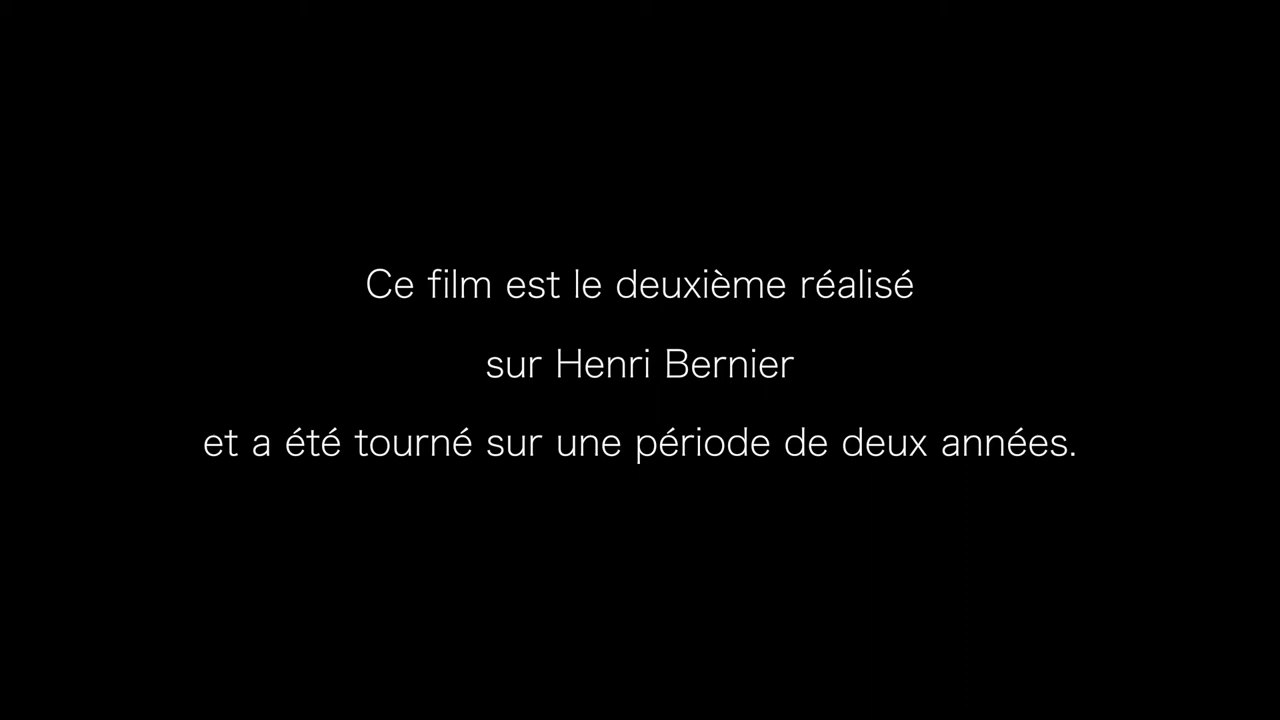 Ce film est le deuxième réalisé
sur Henri Bernier
et a été tourné sur une période de deux années.